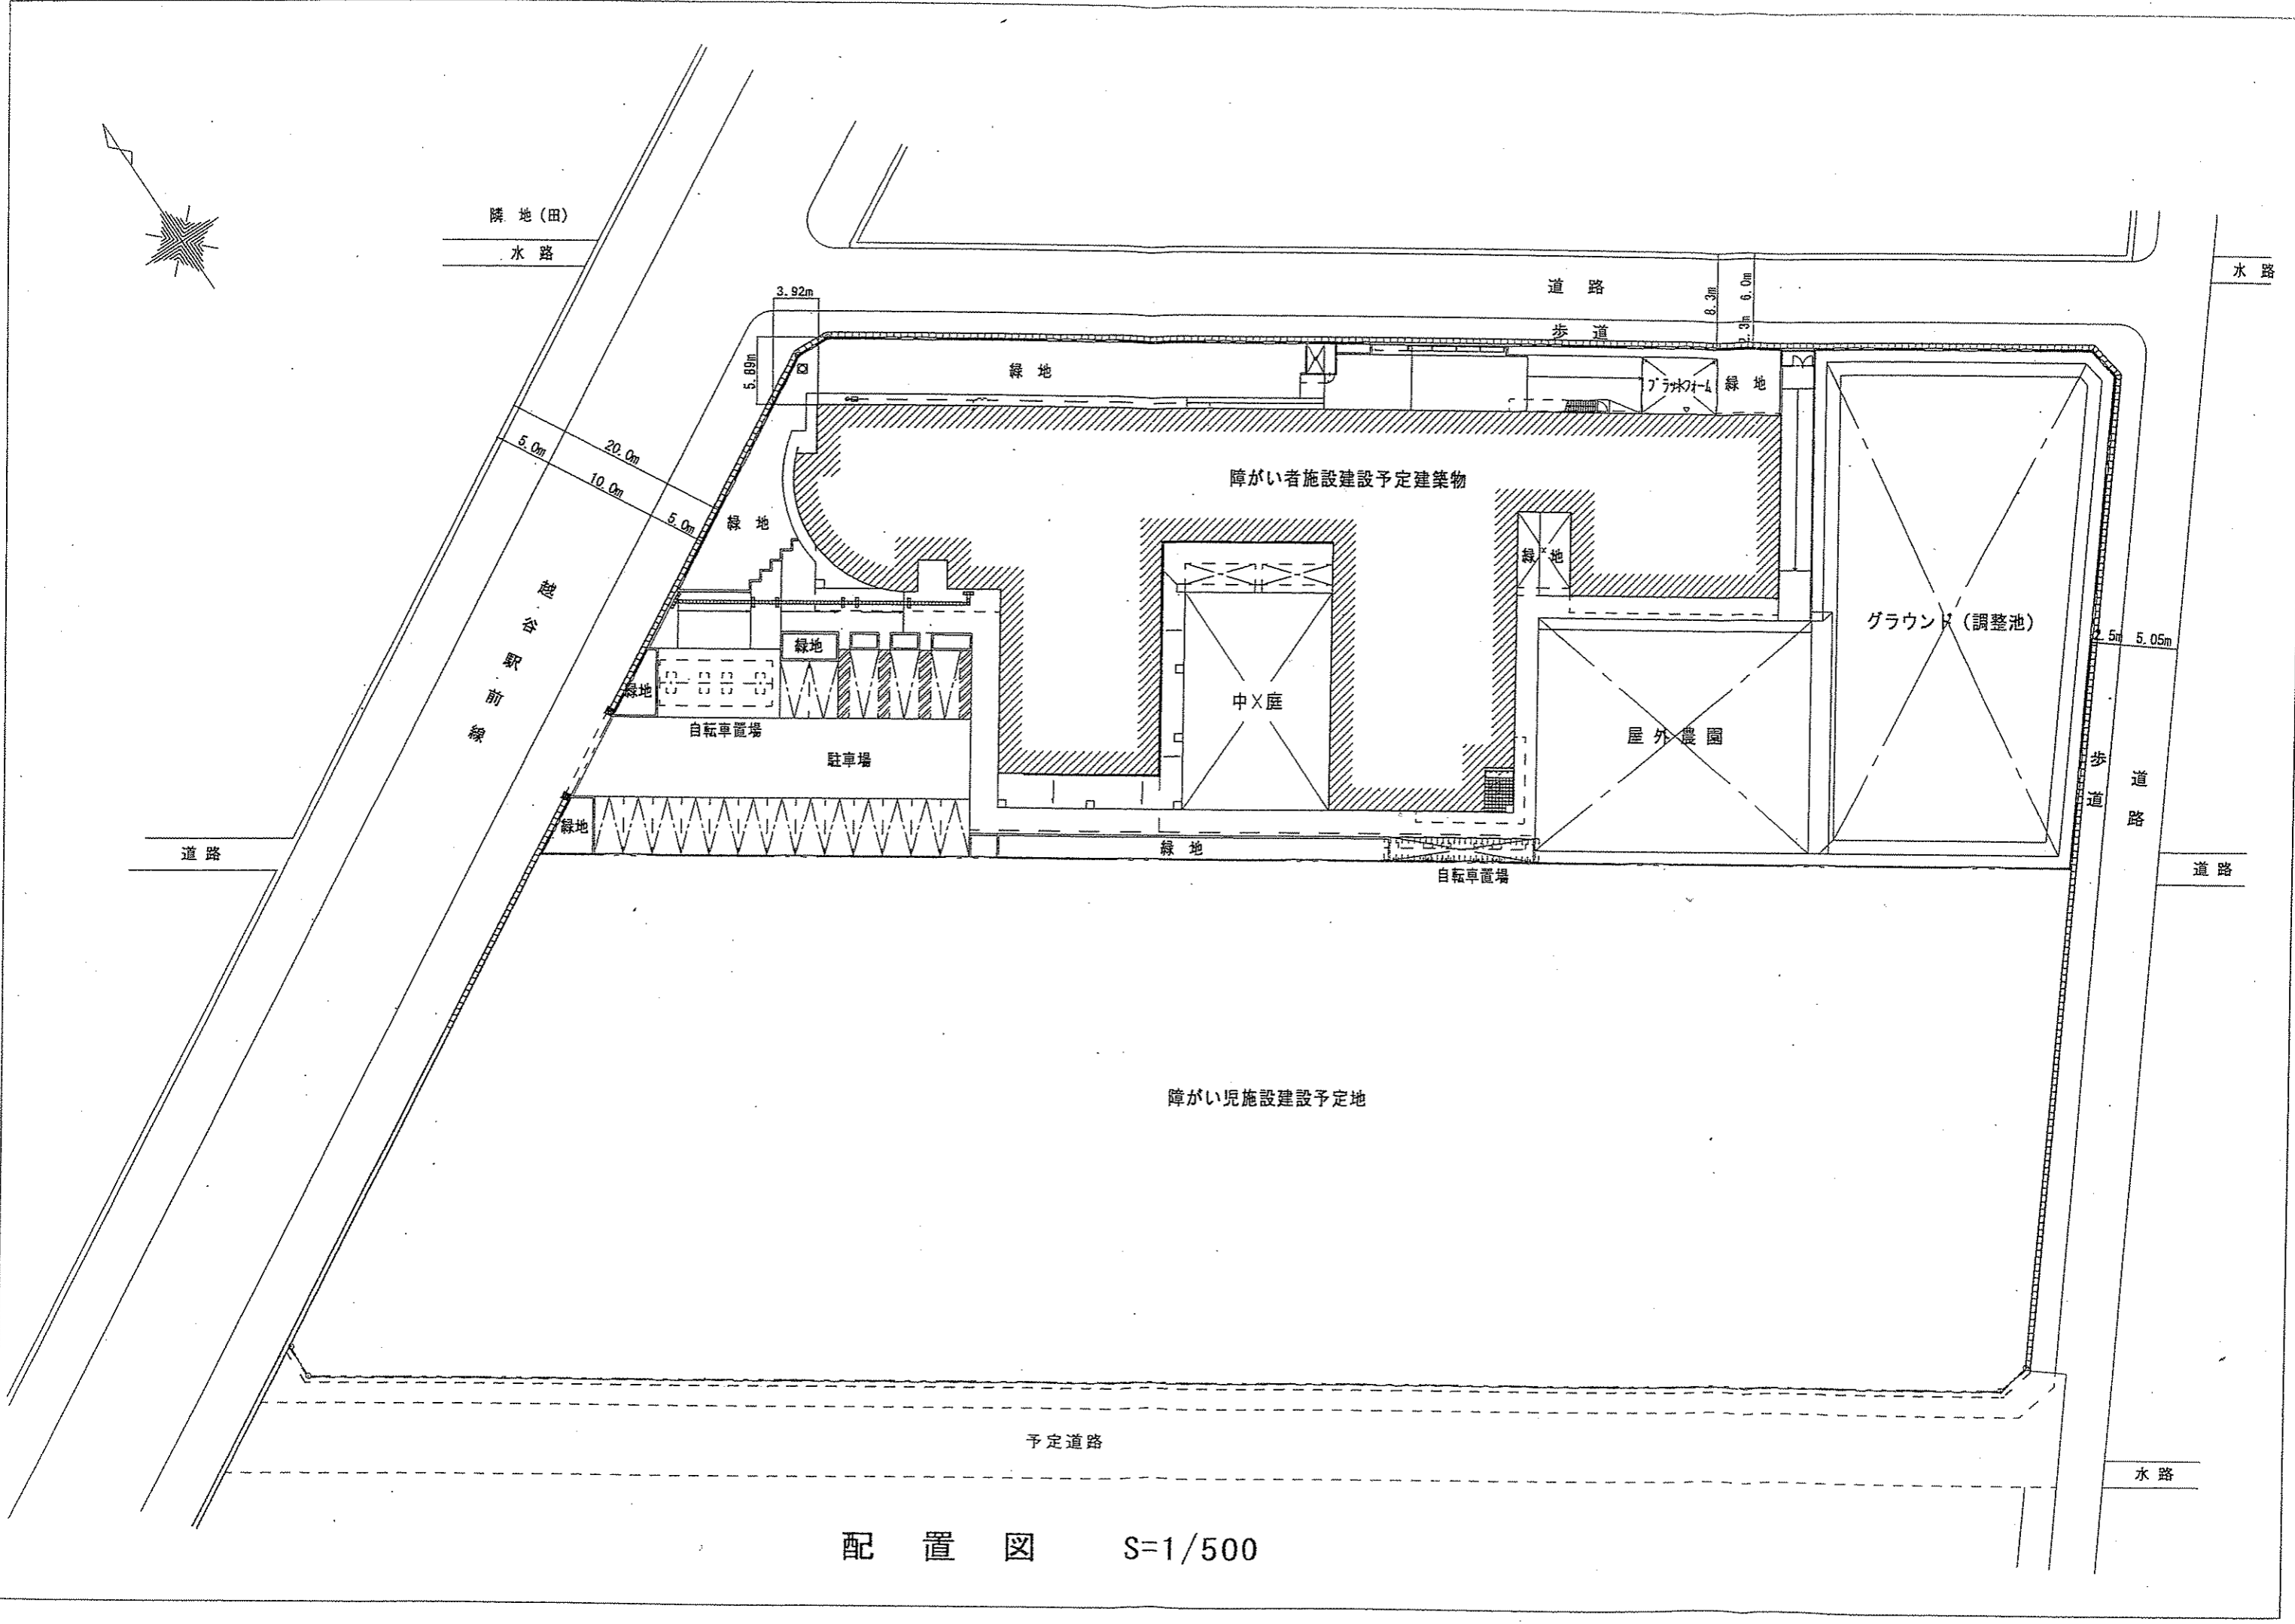 隣地(田)
水路
道路
水路
3.92m
8.3m
6.0m
2.3m
歩道
5.89m
緑地
プラットフォーム
緑地
20.0m
5.0m
10.0m
5.0m
障がい者施設建設予定建築物
緑地
緑地
越谷駅前線
グラウンド(調整池)
2.5m
5.05m
緑地
緑地
中庭
自転車置場
屋外農園
駐車場
歩道
道路
緑地
道路
緑地
自転車置場
道路
障がい児施設建設予定地
予定道路
水路
配置図 S=1/500